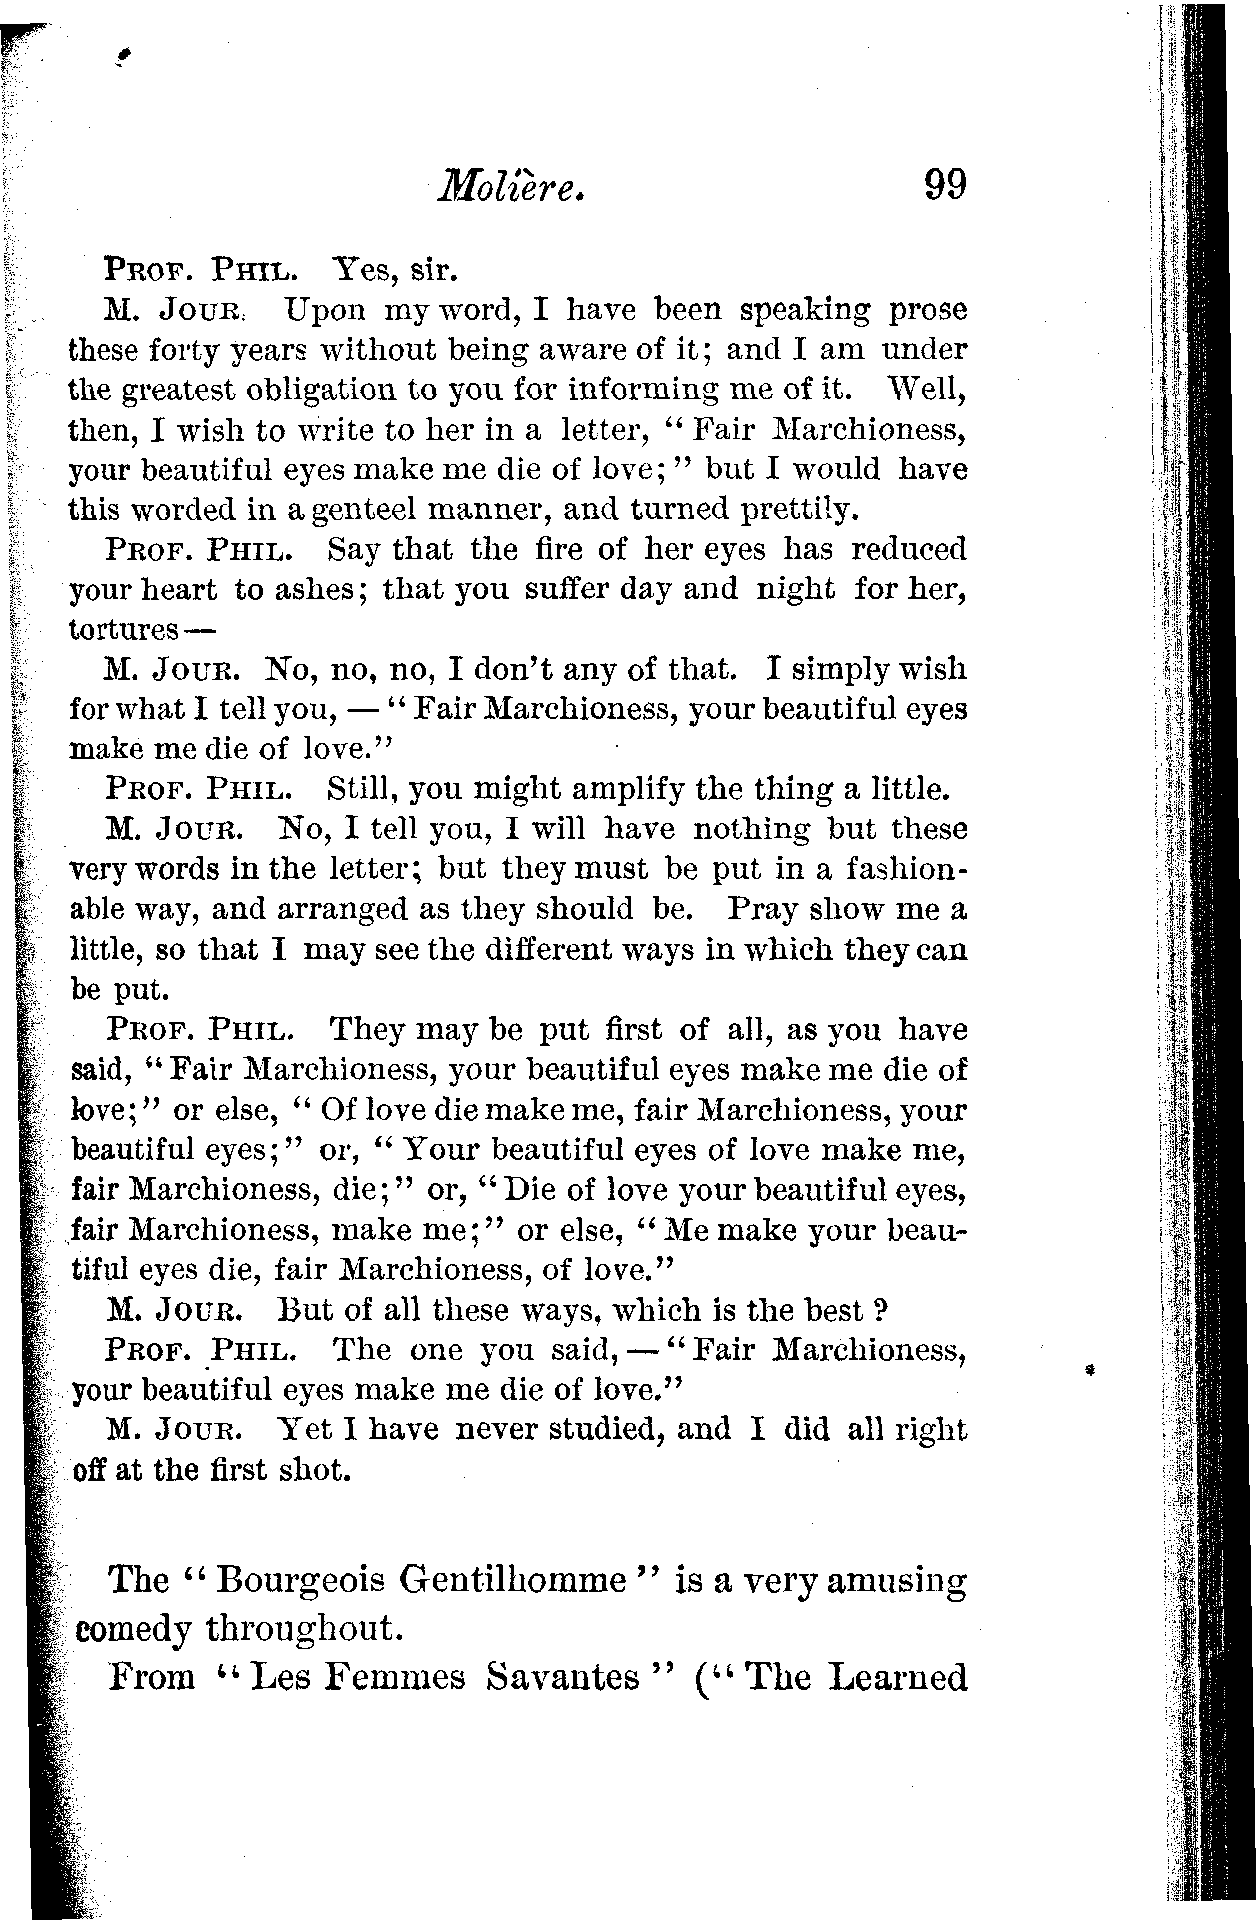 Molière. 99
PROF. PHIL. Yes, sir.
M. JOUR. Upon my word, I have been speaking prose
these forty years without being aware of it; and I am under
the greatest obligation to you for informing me of it. Well,
then, I wish to write to her in a letter, “Fair Marchioness,
your beautiful eyes make me die of love;” but I would have
this worded in a genteel manner, and turned prettily.
PROF. PHIL. Say that the fire of her eyes has reduced
your heart to ashes; that you suffer day and night for her,
tortures—
M. JOUR. No, no, no, I don’t any of that. I simply wish
for what I tell you, — “Fair Marchioness, your beautiful eyes
make me die of love.”
PROF. PHIL. Still, you might amplify the thing a little.
M. JOUR. No, I tell you, I will have nothing but these
very words in the letter; but they must be put in a fashion-
able way, and arranged as they should be. Pray show me a
little, so that I may see the different ways in which they can
be put.
PROF. PHIL. They may be put first of all, as you have
said, “Fair Marchioness, your beautiful eyes make me die of
love;” or else, “Of love die make me, fair Marchioness, your
beautiful eyes;” or, “Your beautiful eyes of love make me,
fair Marchioness, die;” or, “Die of love your beautiful eyes,
fair Marchioness, make me;” or else, “Me make your beau-
tiful eyes die, fair Marchioness, of love.”
M. JOUR. But of all these ways, which is the best?
PROF. PHIL. The one you said, — “Fair Marchioness,
your beautiful eyes make me die of love.”
M. JOUR. Yet I have never studied, and I did all right
off at the first shot.
The “Bourgeois Gentilhomme” is a very amusing
comedy throughout.
From “Les Femmes Savantes” (“The Learned